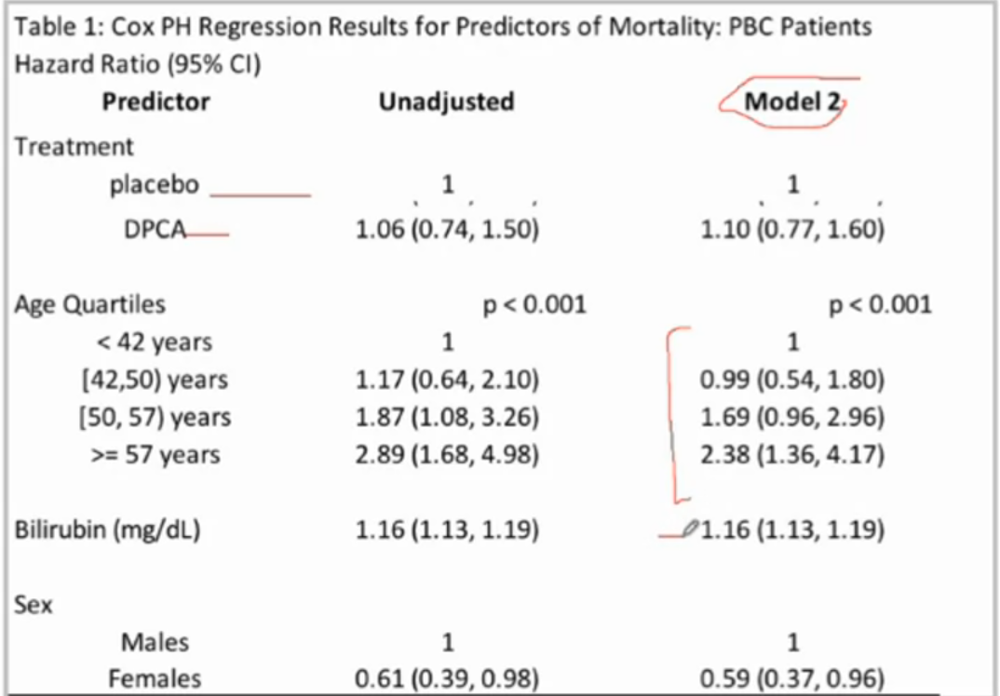 Table 1: Cox PH Regression Results for Predictors of Mortality: PBC Patients
Hazard Ratio (95% CI)
Predictor Unadjusted Model 2
Treatment
placebo 1 1
DPCA 1.06 (0.74, 1.50) 1.10 (0.77, 1.60)
Age Quartiles p < 0.001 p < 0.001
< 42 years 1 1
[42,50) years 1.17 (0.64, 2.10) 0.99 (0.54, 1.80)
[50, 57) years 1.87 (1.08, 3.26) 1.69 (0.96, 2.96)
>= 57 years 2.89 (1.68, 4.98) 2.38 (1.36, 4.17)
Bilirubin (mg/dL) 1.16 (1.13, 1.19) 1.16 (1.13, 1.19)
Sex
Males 1 1
Females 0.61 (0.39, 0.98) 0.59 (0.37, 0.96)